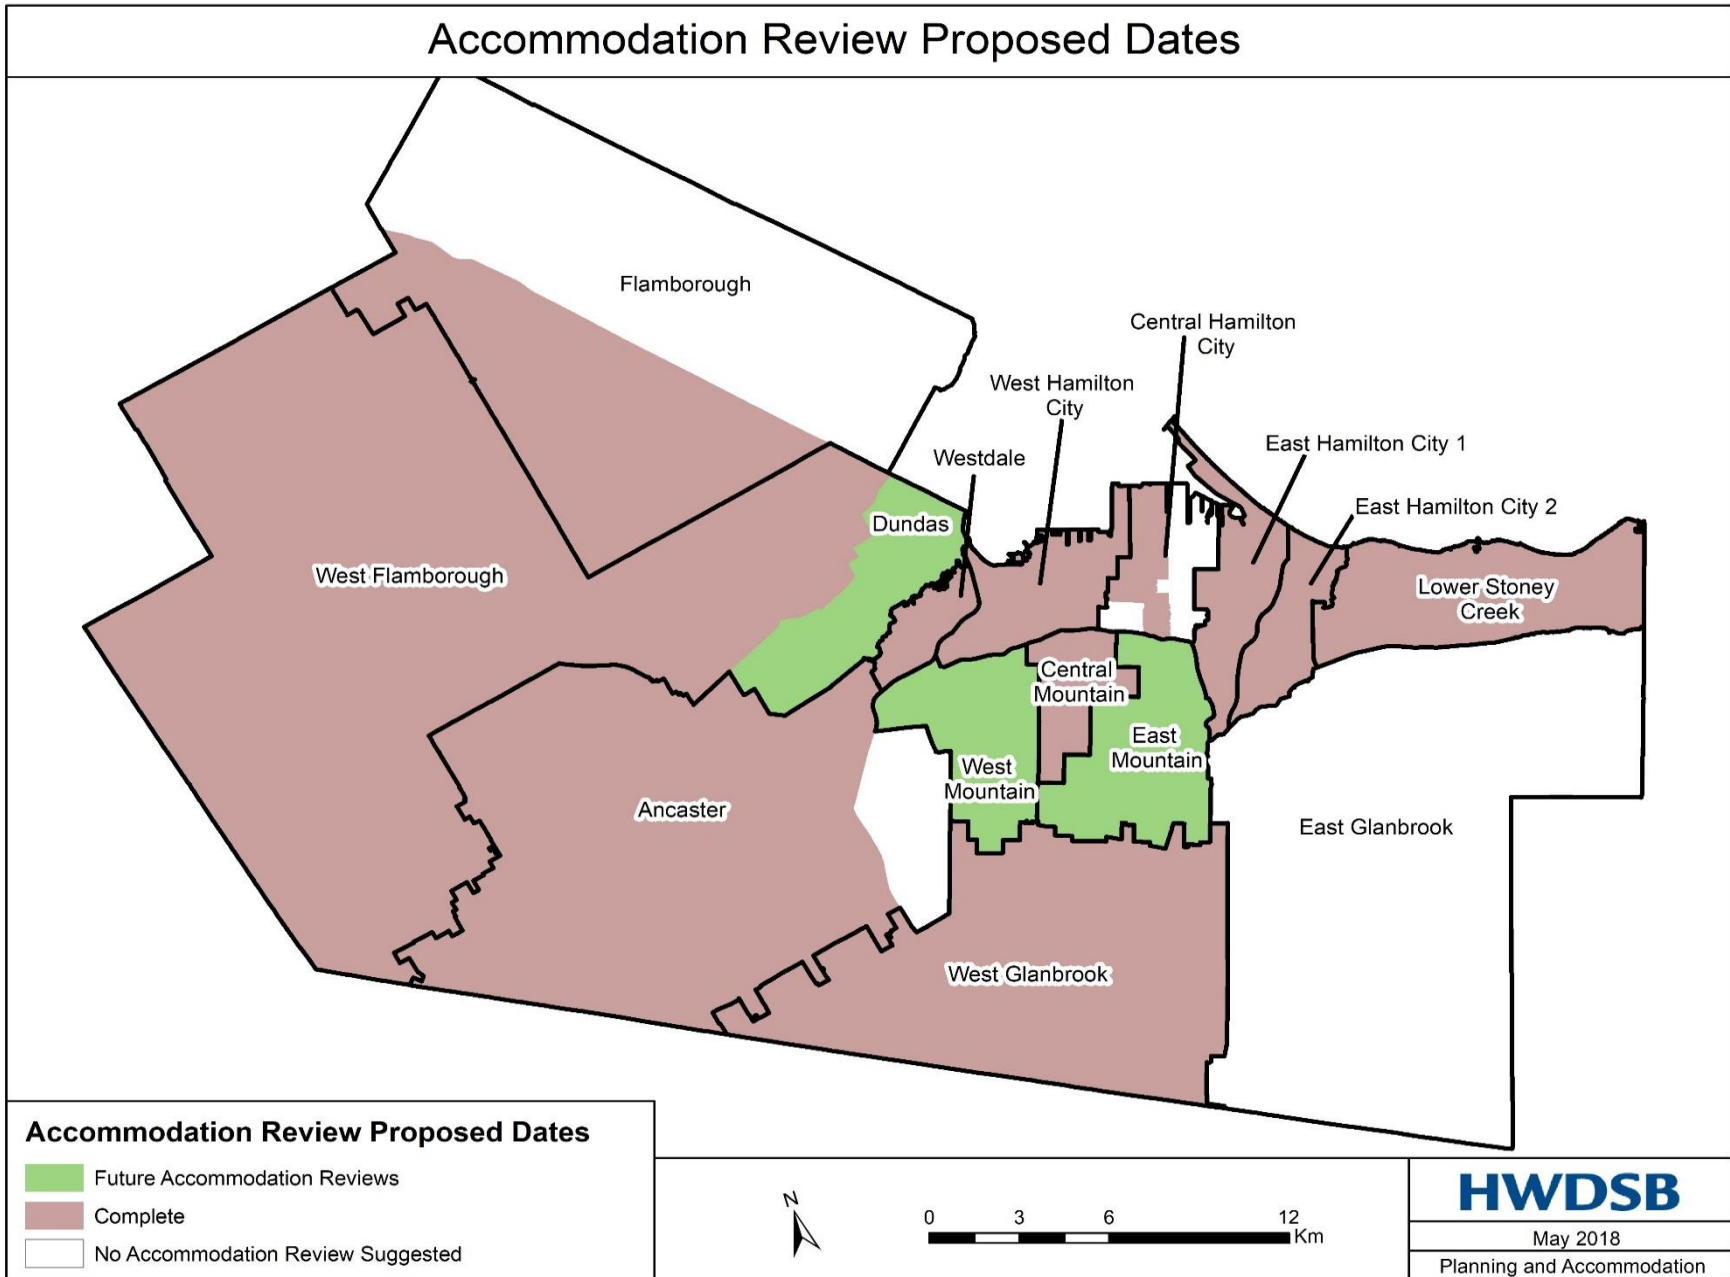 Accommodation Review Proposed Dates
Flamborough
Central Hamilton
City
West Hamilton
City
East Hamilton City 1
Westdale
East Hamilton City 2
Dundas
West Flamborough
Lower Stoney
Creek
Central
Mountain
East
Mountain
West
Mountain
Ancaster
East Glanbrook
West Glanbrook
Accommodation Review Proposed Dates
Future Accommodation Reviews
Complete
No Accommodation Review Suggested
N
0 3 6 12
Km
HWDSB
May 2018
Planning and Accommodation